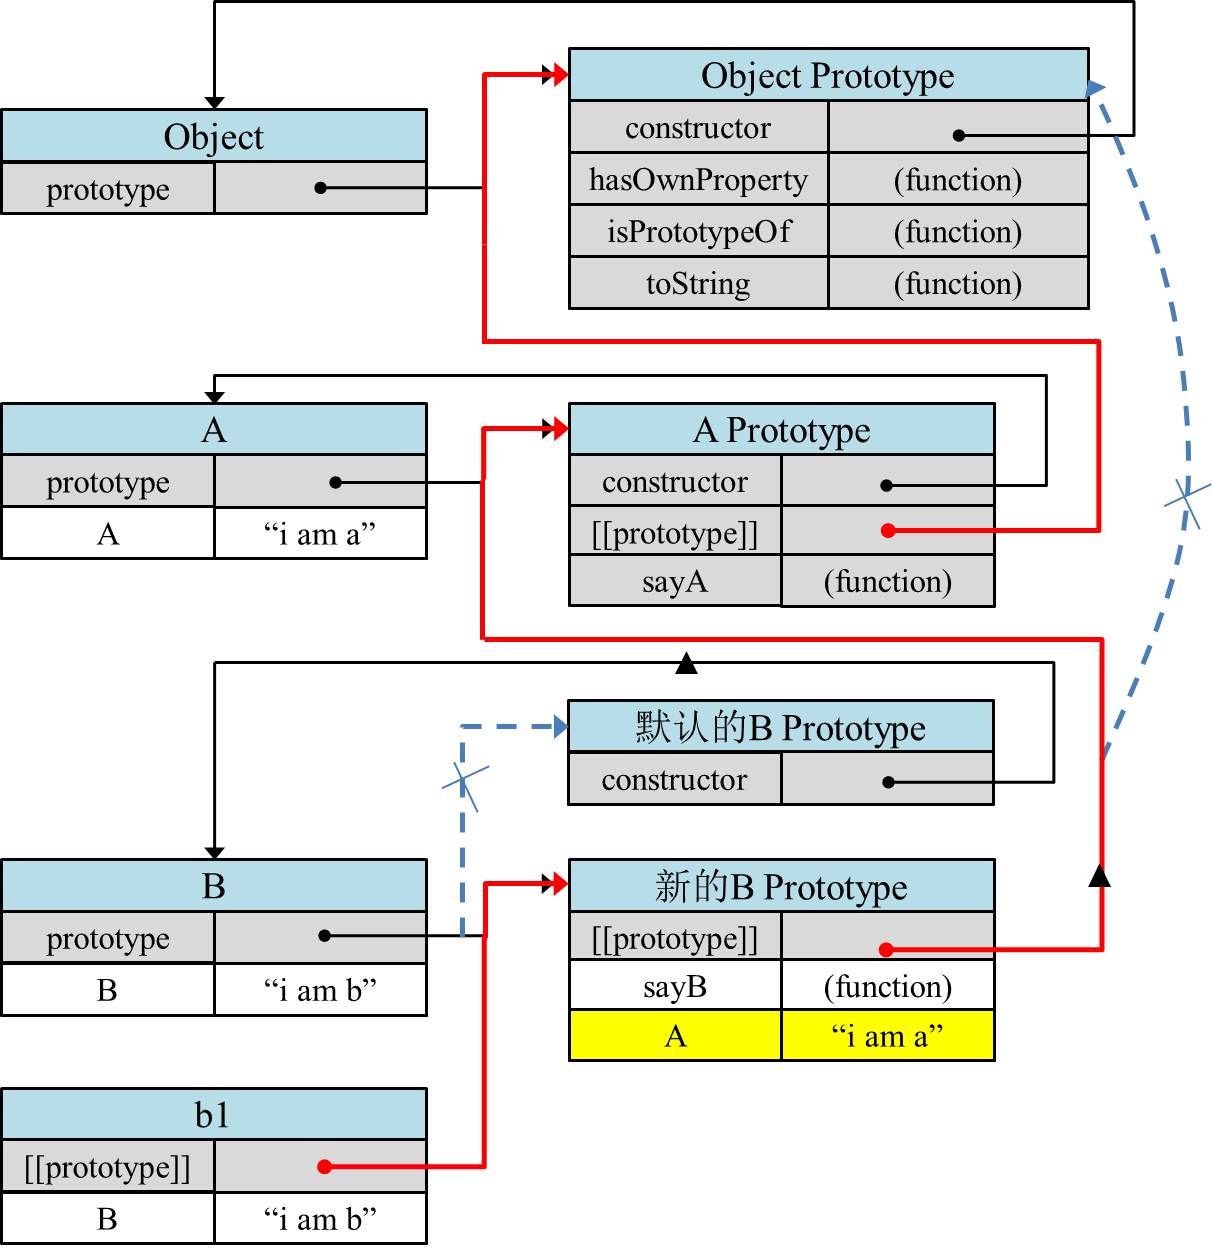 Object Prototype
constructor
hasOwnProperty (function)
isPrototypeOf (function)
toString (function)
Object
prototype
A
prototype
A “i am a”
A Prototype
constructor
[[prototype]]
sayA (function)
默认的B Prototype
constructor
B
prototype
B “i am b”
新的B Prototype
[[prototype]]
sayB (function)
A “i am a”
b1
[[prototype]]
B “i am b”